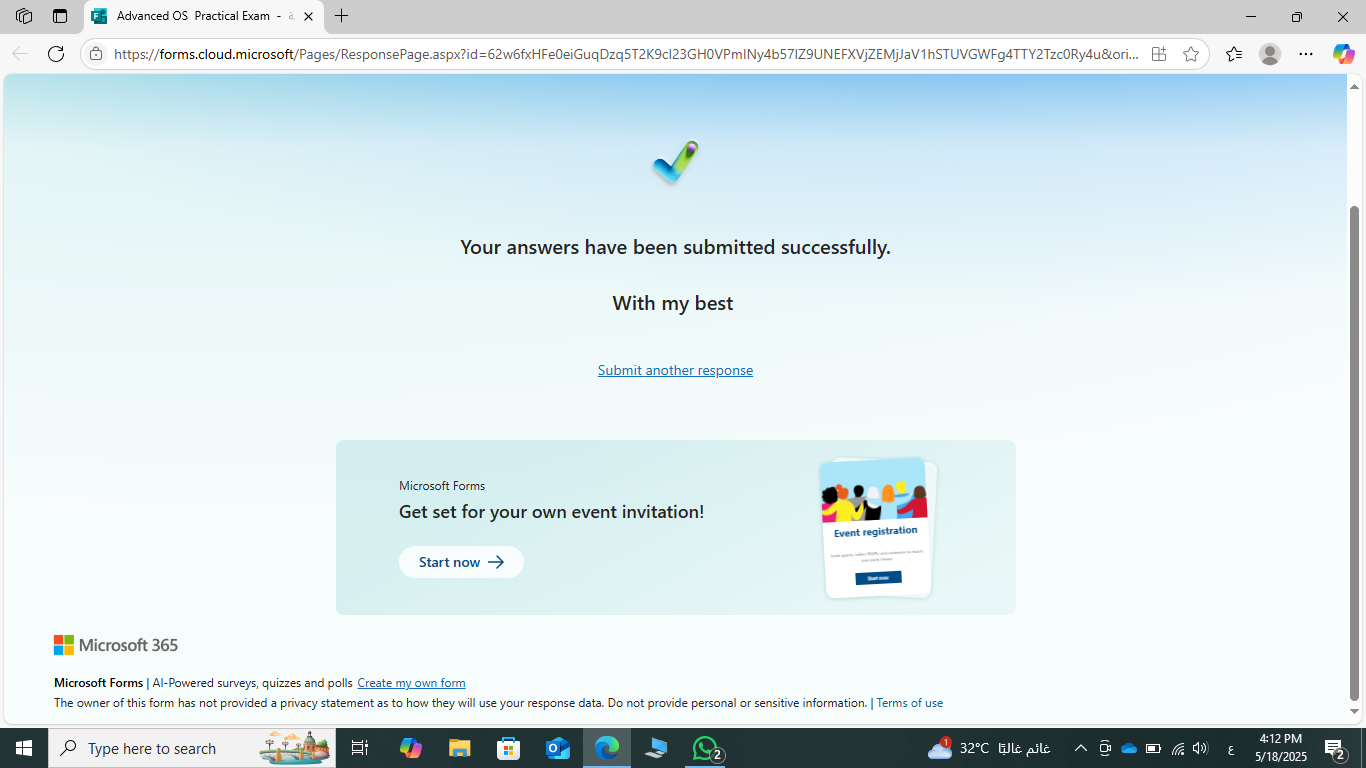 Advanced OS Practical Exam -
https://forms.cloud.microsoft/Pages/ResponsePage.aspx?id=62w6fxHFe0eiGuqDzq5T2K9cI23GH0VPmINy4b57lZ9UNEFXVjZEMjJaV1hSTUVGWFg4TTY2Tzc0Ry4u&ori...
Your answers have been submitted successfully.
With my best
Submit another response
Microsoft Forms
Get set for your own event invitation!
Start now
Event registration
Start now
Microsoft 365
Microsoft Forms | AI-Powered surveys, quizzes and polls Create my own form
The owner of this form has not provided a privacy statement as to how they will use your response data. Do not provide personal or sensitive information. | Terms of use
Type here to search
2
1
32°C غائم غالبًا
ع
4:12 PM
5/18/2025
2